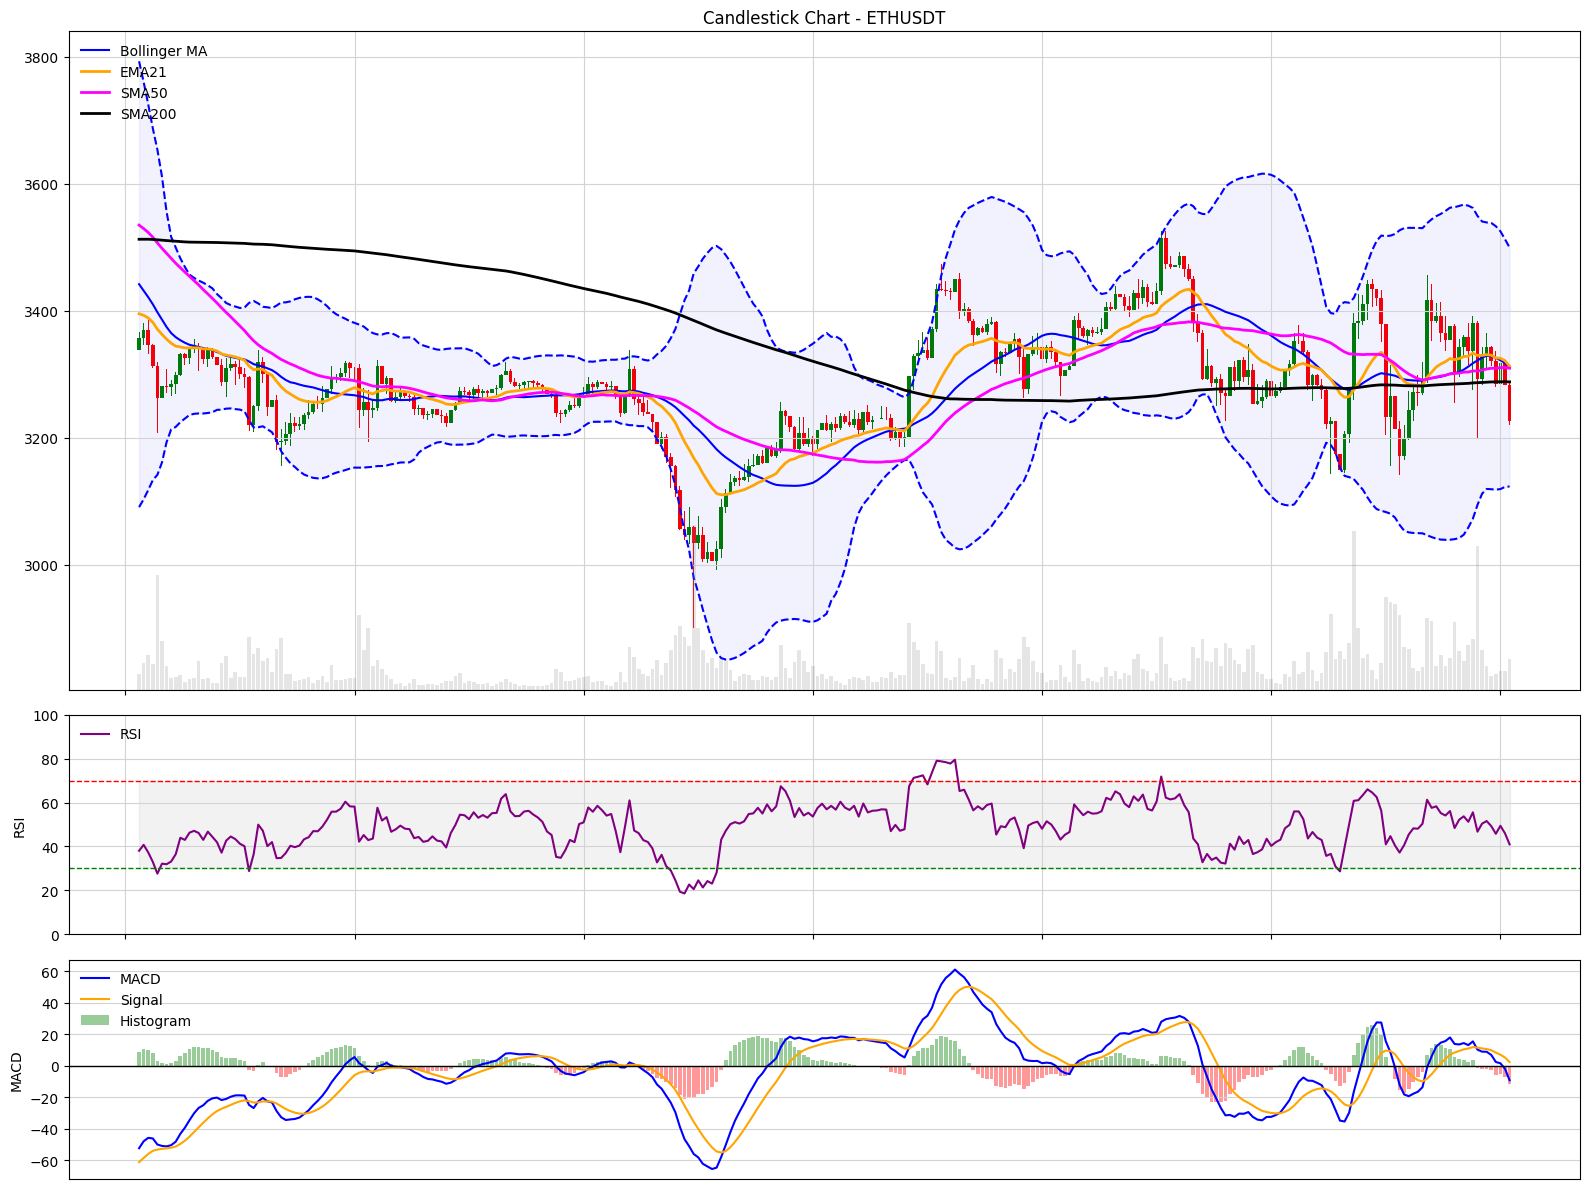 Candlestick Chart - ETHUSDT
Bollinger MA
EMA21
SMA50
SMA200
3800
3600
3400
3200
3000
RSI
100
80
60
40
20
0
RSI
MACD
Signal
Histogram
60
40
20
0
−20
−40
−60
MACD